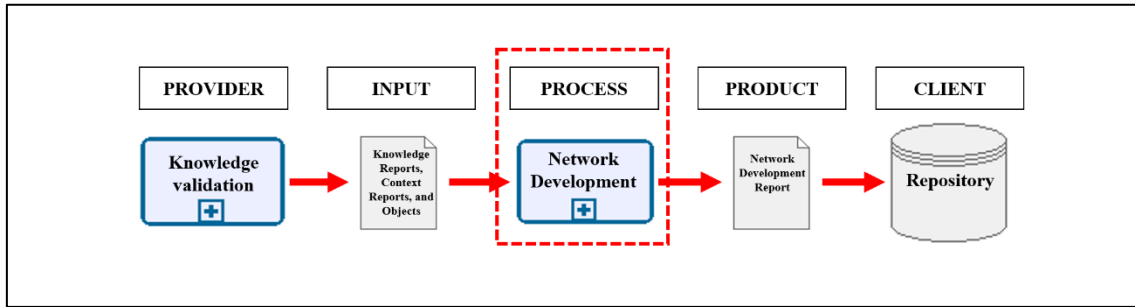 PROVIDER
INPUT
PROCESS
PRODUCT
CLIENT
Knowledge
validation
Knowledge
Reports,
Context
Reports, and
Objects
Network
Development
Network
Development
Report
Repository